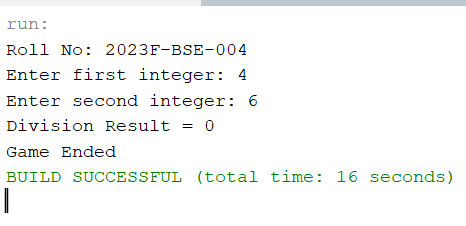 run:
Roll No: 2023F-BSE-004
Enter first integer: 4
Enter second integer: 6
Division Result = 0
Game Ended
BUILD SUCCESSFUL (total time: 16 seconds)